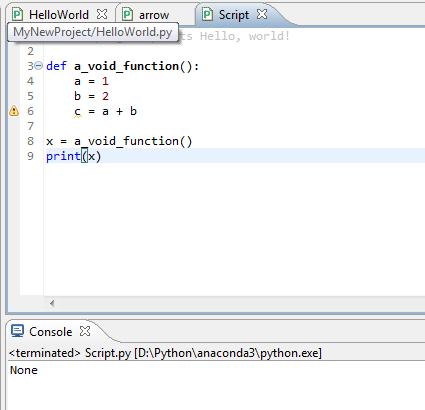 HelloWorld arrow Script
MyNewProject/HelloWorld.py
ts Hello, world!
2
3 def a_void_function():
4 a = 1
5 b = 2
6 c = a + b
7
8 x = a_void_function()
9 print(x)
Console
<terminated> Script.py [D:\Python\anaconda3\python.exe]
None